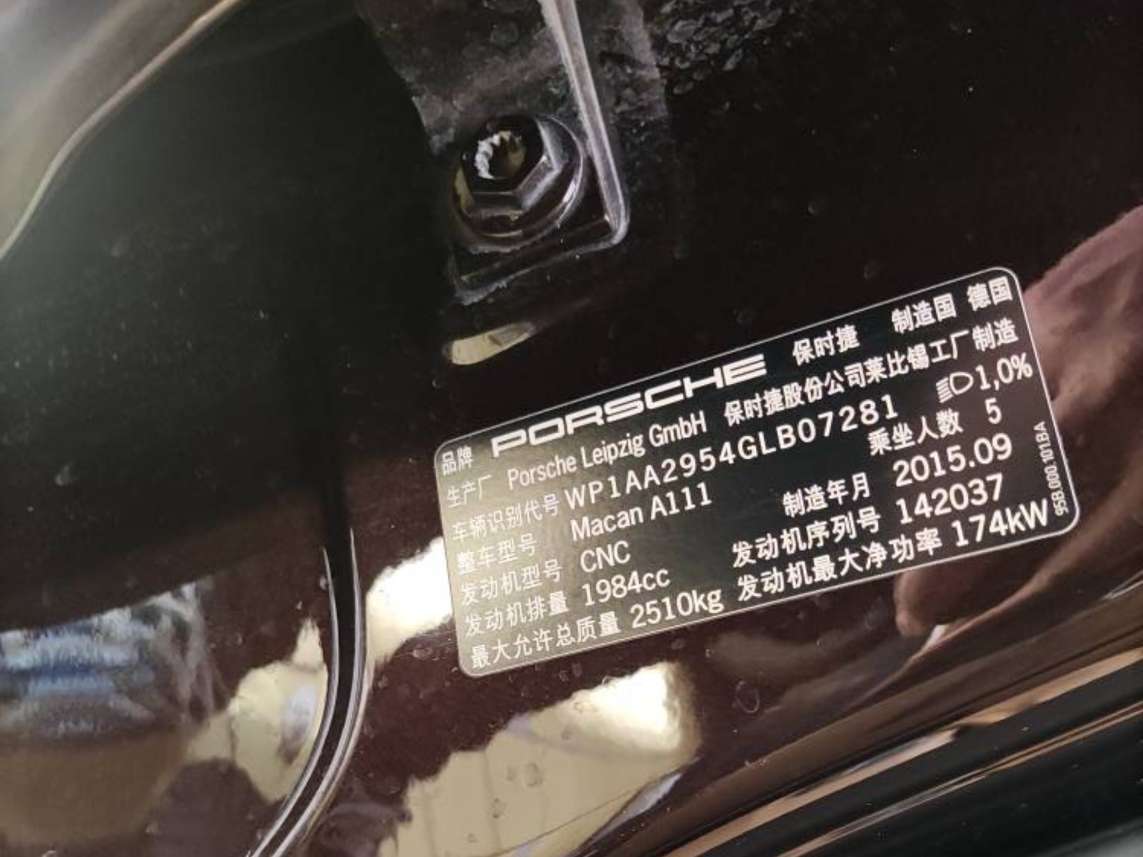 品牌 PORSCHE 保时捷 制造国 德国
生产厂 Porsche Leipzig GmbH 保时捷股份公司莱比锡工厂制造
车辆识别代号 WP1AA2954GLB07281 1,0%
整车型号 Macan A111 乘坐人数 5
发动机型号 CNC 制造年月 2015.09
发动机排量 1984cc 发动机序列号 142037
最大允许总质量 2510kg 发动机最大净功率 174kW
95B.000.101BA